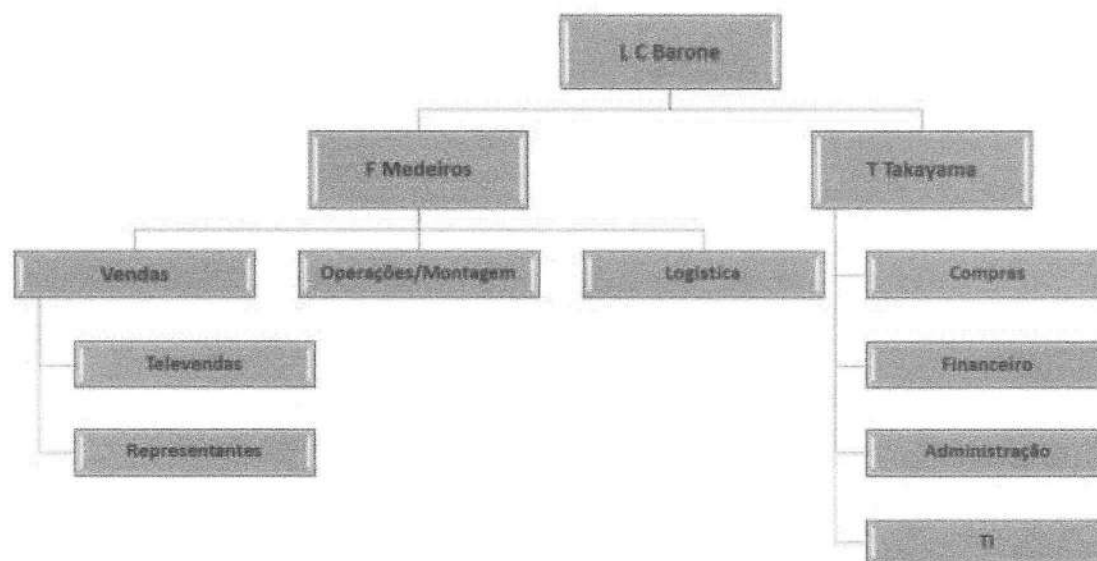 L C Barone
F Medeiros
T Takayama
Vendas
Operações/Montagem
Logística
Compras
Televendas
Financeiro
Representantes
Administração
TI